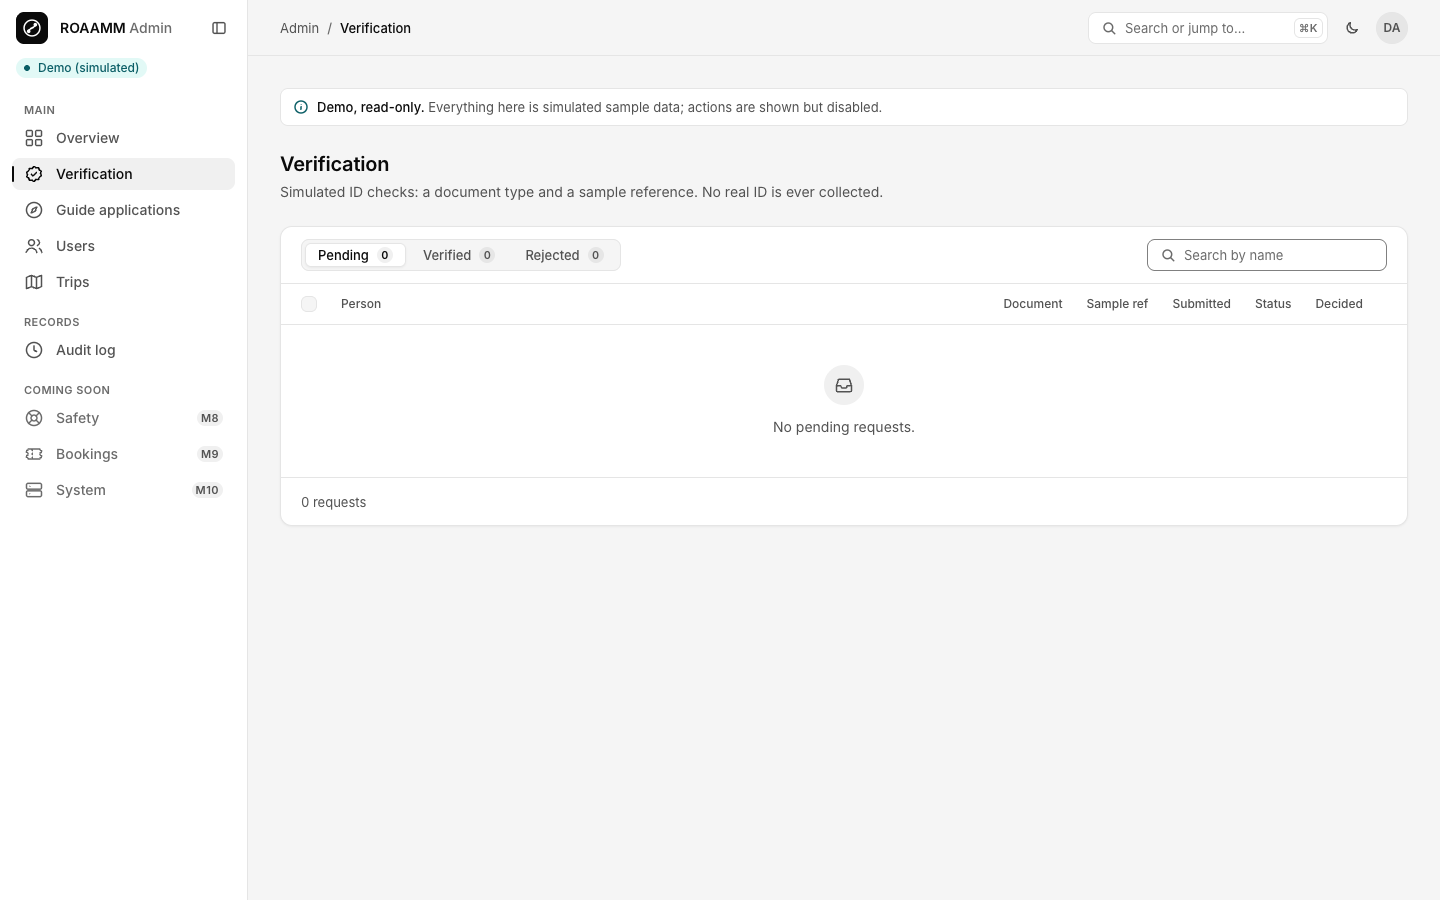 ROAAMM Admin
Demo (simulated)
MAIN
Overview
Verification
Guide applications
Users
Trips
RECORDS
Audit log
COMING SOON
Safety M8
Bookings M9
System M10
Admin / Verification
Search or jump to... ⌘K
DA
Demo, read-only. Everything here is simulated sample data; actions are shown but disabled.
Verification
Simulated ID checks: a document type and a sample reference. No real ID is ever collected.
Pending 0 Verified 0 Rejected 0
Search by name
Person Document Sample ref Submitted Status Decided
No pending requests.
0 requests